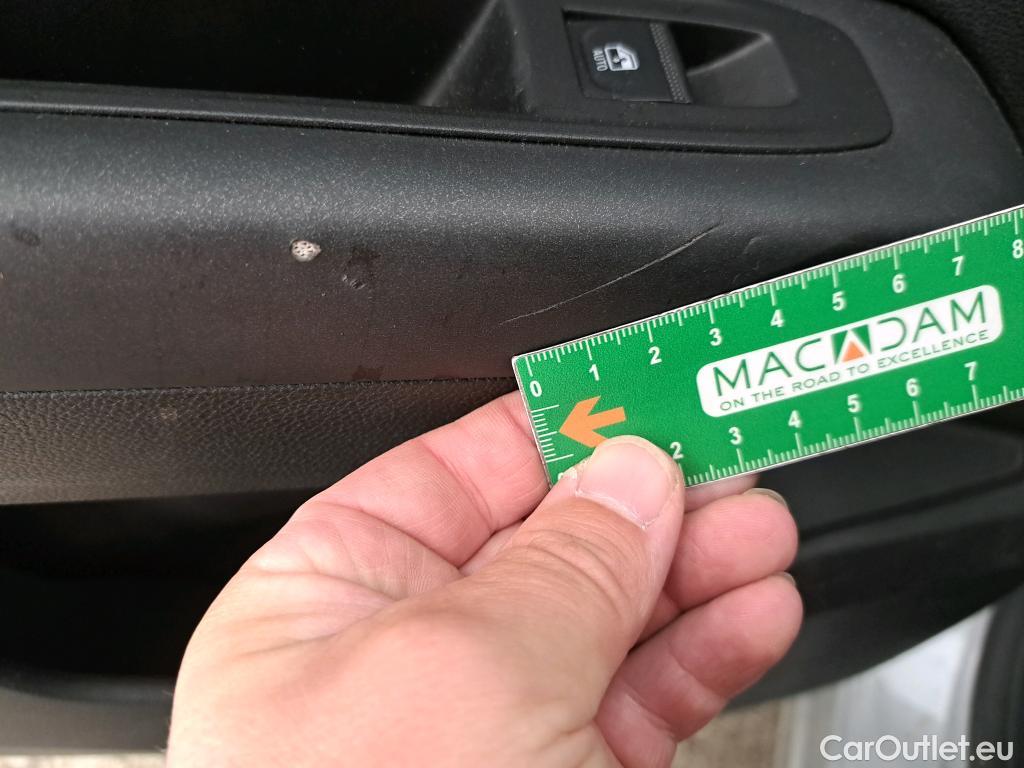 AUTO
0 1 2 3 4 5 6 7 8
MACADAM
ON THE ROAD TO EXCELLENCE
2 3 4 5 6 7
CarOutlet.eu